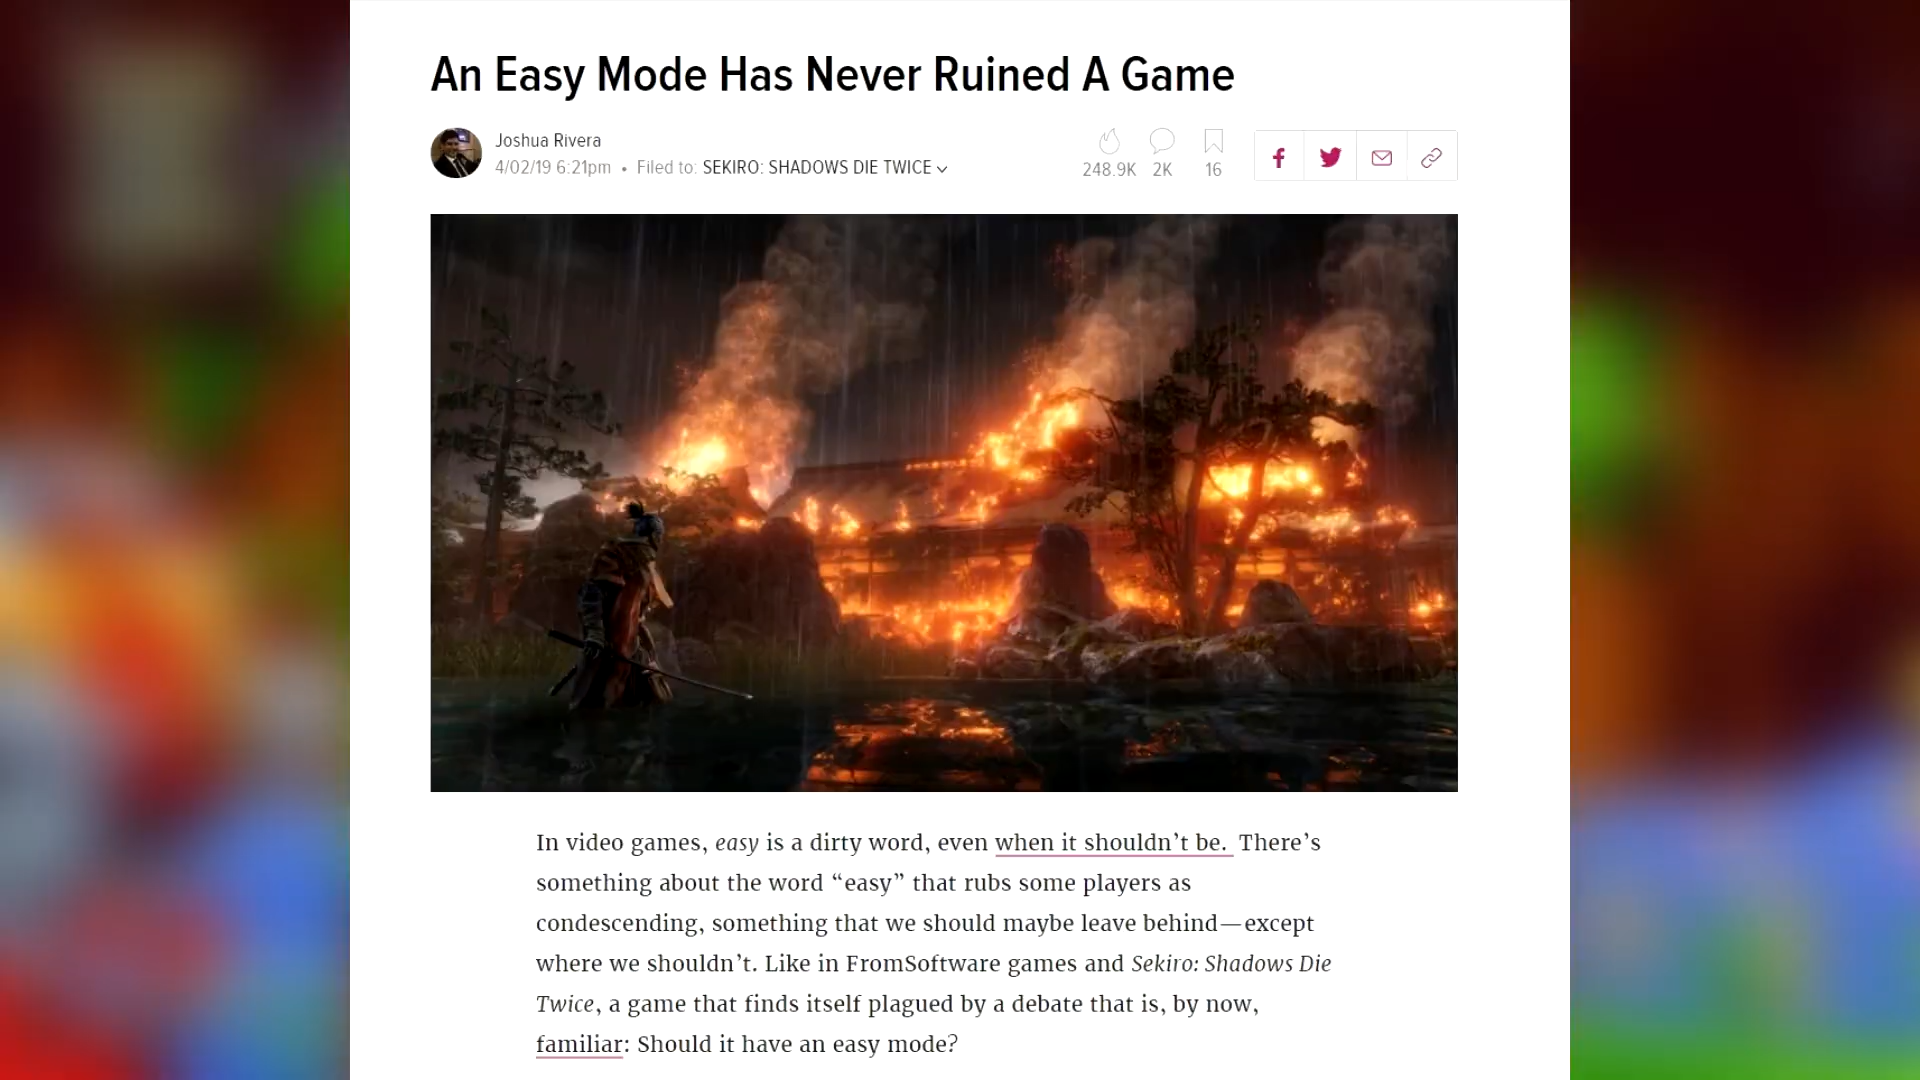 An Easy Mode Has Never Ruined A Game
Joshua Rivera
4/02/19 6:21pm • Filed to: SEKIRO: SHADOWS DIE TWICE
248.9K 2K 16
In video games, easy is a dirty word, even when it shouldn’t be. There’s
something about the word “easy” that rubs some players as
condescending, something that we should maybe leave behind—except
where we shouldn’t. Like in FromSoftware games and Sekiro: Shadows Die
Twice, a game that finds itself plagued by a debate that is, by now,
familiar: Should it have an easy mode?